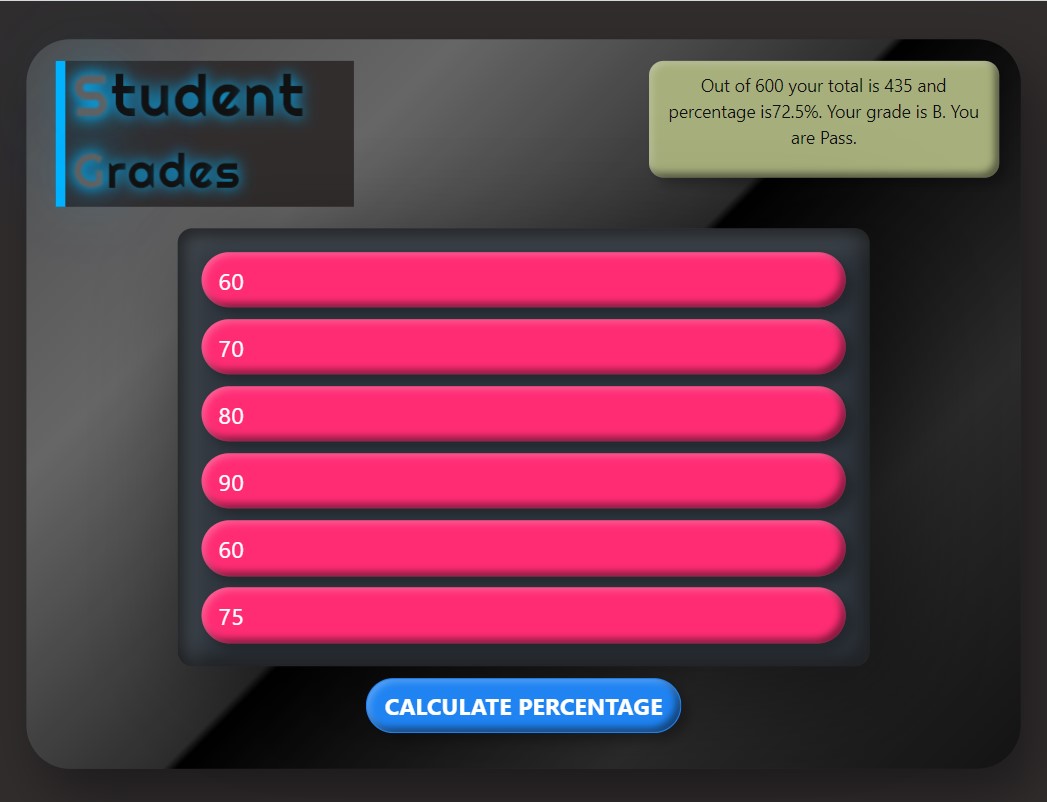 Student
Grades
Out of 600 your total is 435 and
percentage is72.5%. Your grade is B. You
are Pass.
60
70
80
90
60
75
CALCULATE PERCENTAGE